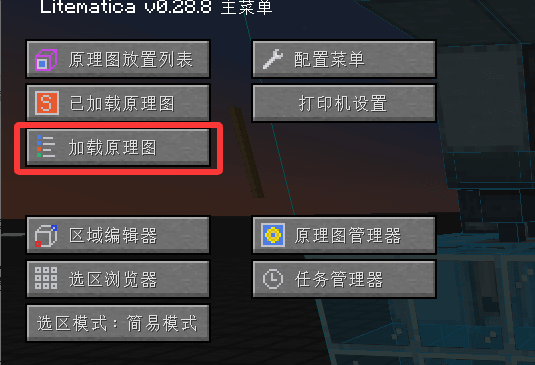 Litematica v0.28.8 主菜单
原理图放置列表
配置菜单
已加载原理图
打印机设置
加载原理图
区域编辑器
原理图管理器
选区浏览器
任务管理器
选区模式：简易模式